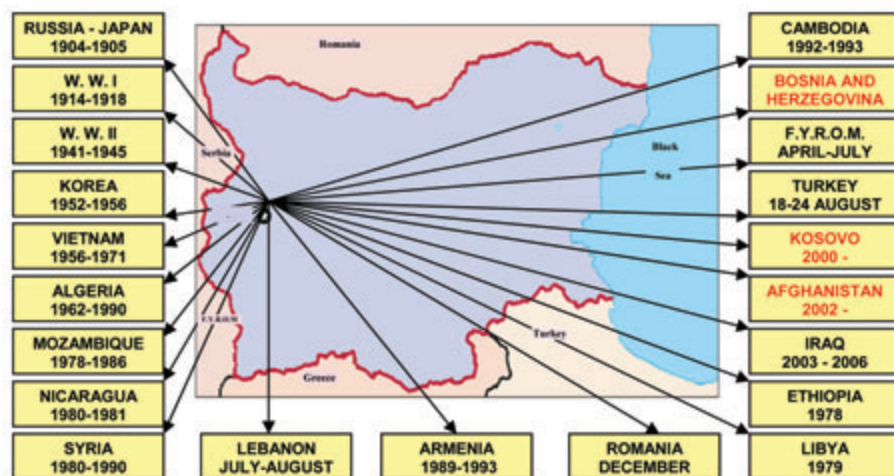 RUSSIA - JAPAN
1904-1905
W. W. I
1914-1918
W. W. II
1941-1945
KOREA
1952-1956
VIETNAM
1956-1971
ALGERIA
1962-1990
MOZAMBIQUE
1978-1986
NICARAGUA
1980-1981
SYRIA
1980-1990
LEBANON
JULY-AUGUST
ARMENIA
1989-1993
ROMANIA
DECEMBER
CAMBODIA
1992-1993
BOSNIA AND
HERZEGOVINA
F.Y.R.O.M.
APRIL-JULY
TURKEY
18-24 AUGUST
KOSOVO
2000 -
AFGHANISTAN
2002 -
IRAQ
2003 - 2006
ETHIOPIA
1978
LIBYA
1979
Romania
Serbia
Black
Sea
F.Y.R.O.M
Turkey
Greece